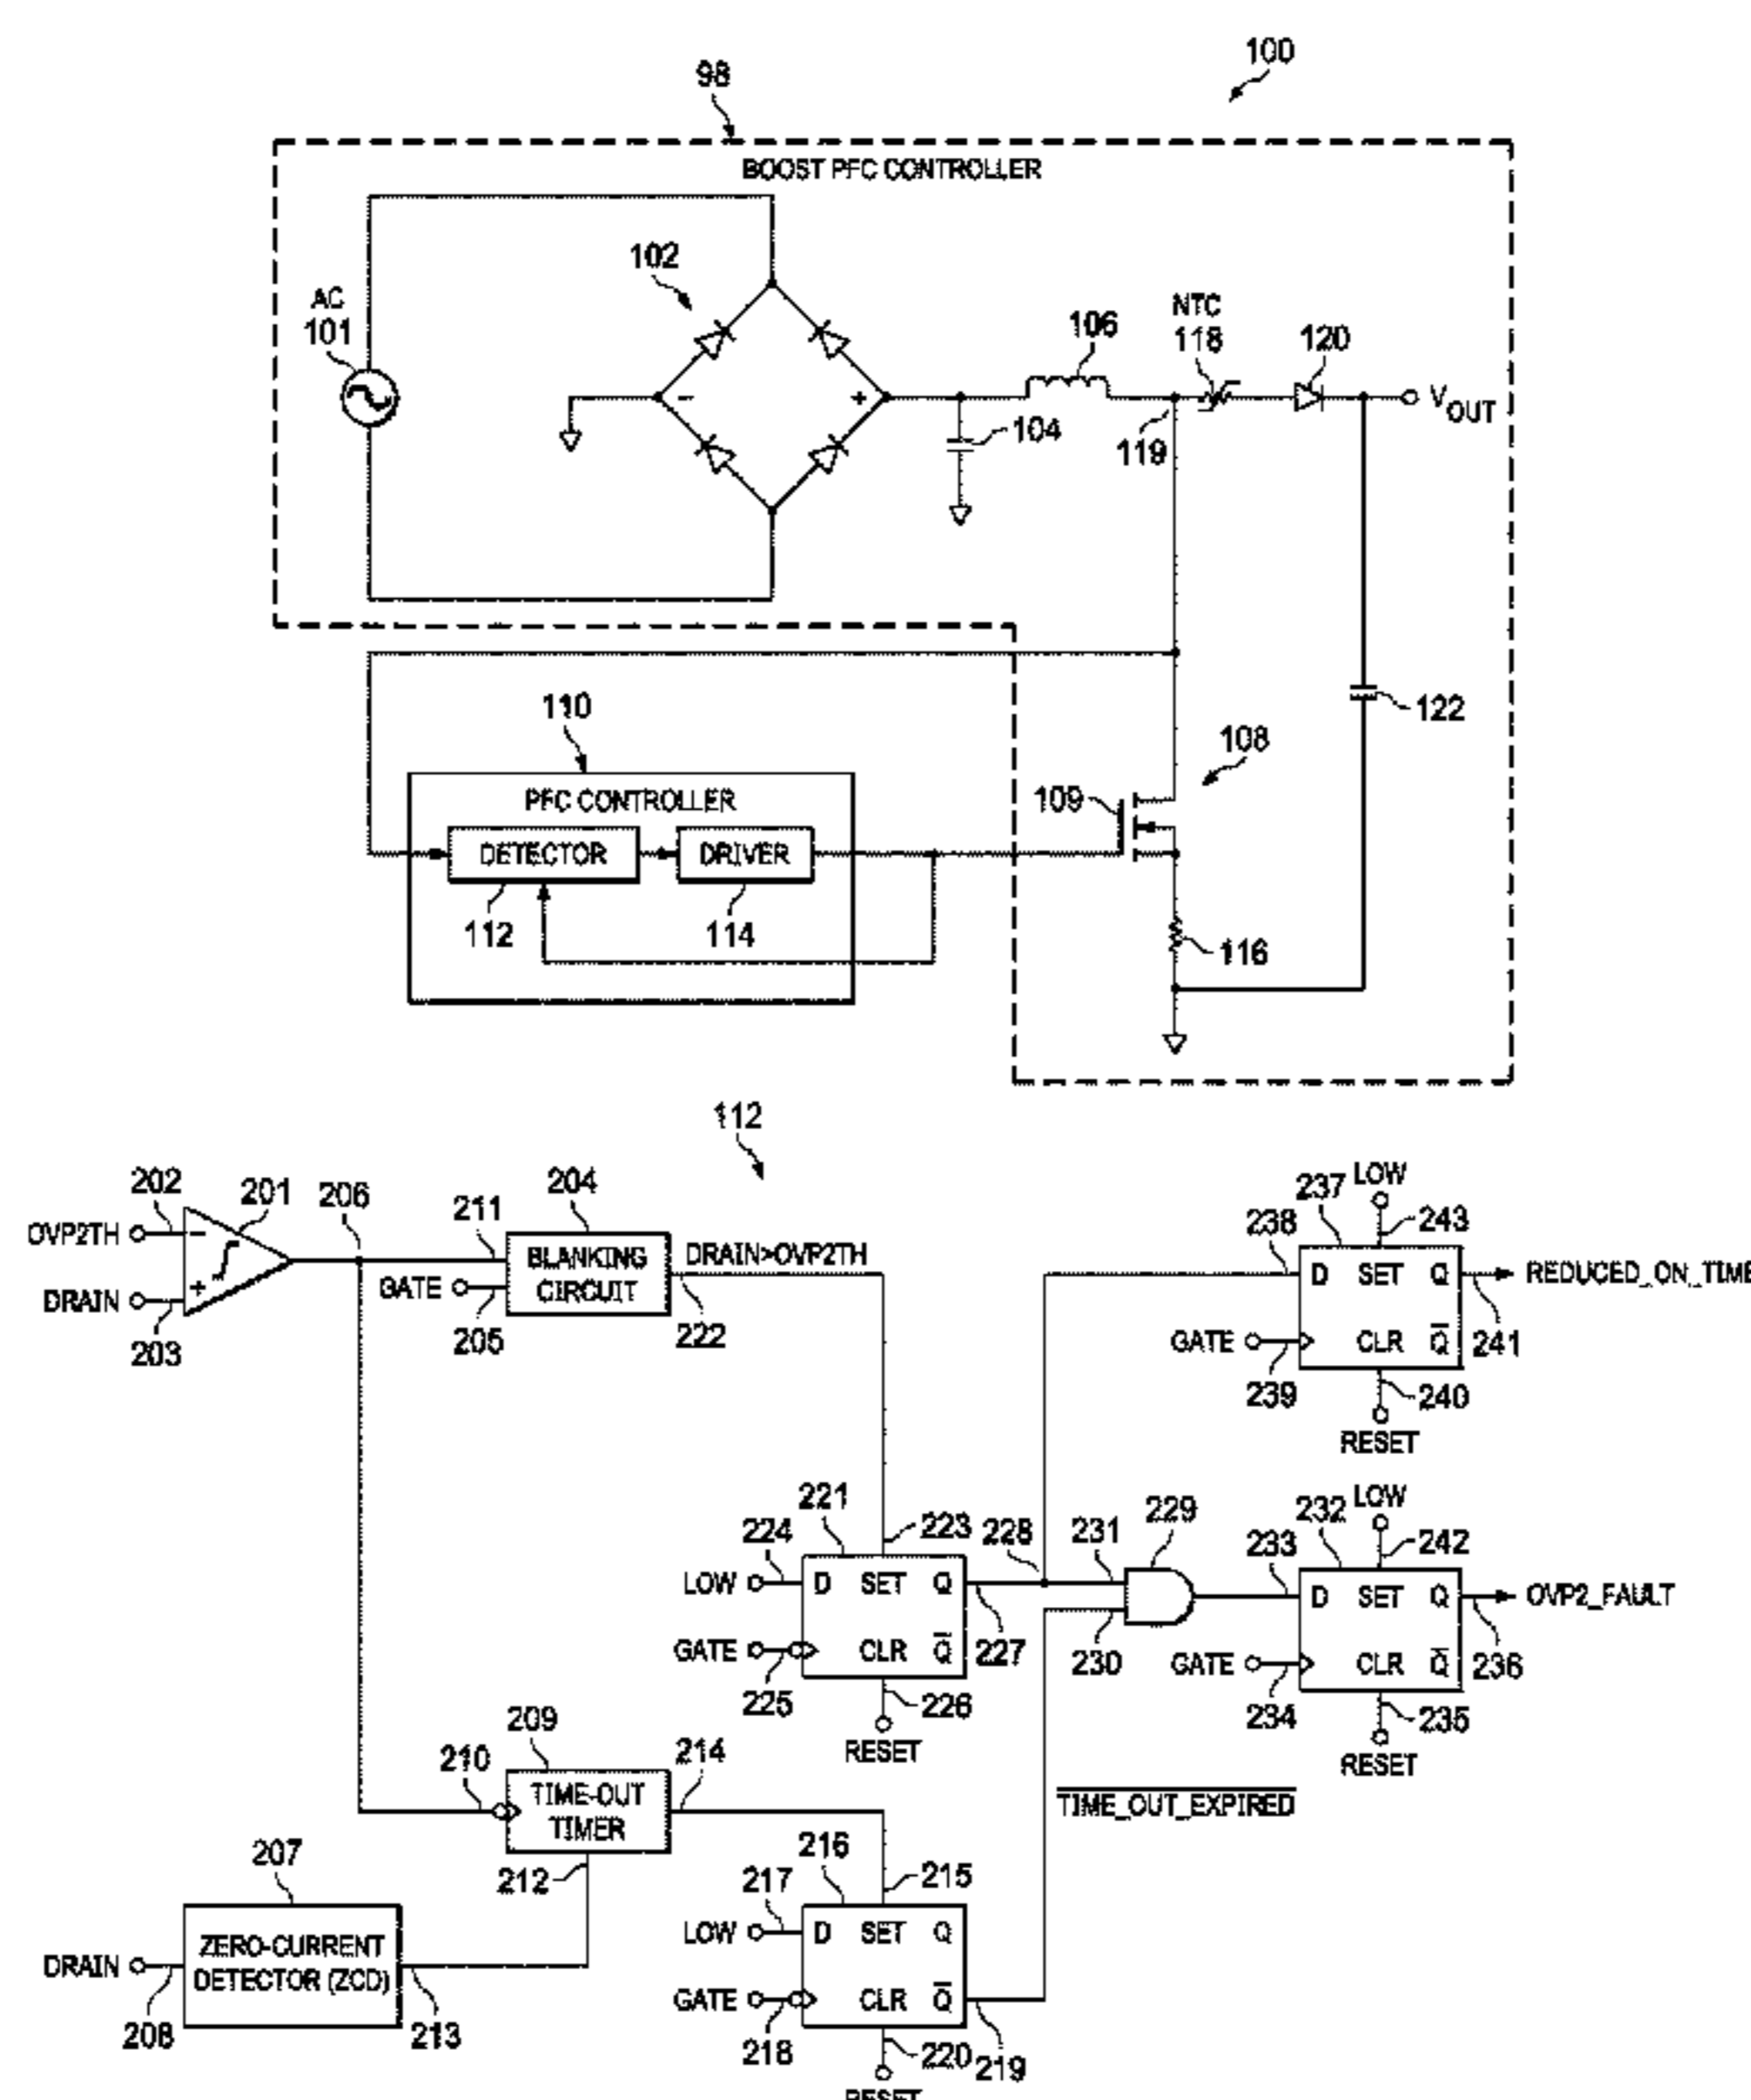 100
98
BOOST PFC CONTROLLER
102
AC
101
106
NTC
118
120
- +
V OUT
104
119
122
110
108
PFC CONTROLLER
109
DETECTOR
DRIVER
112
114
116
112
202
201
206
211
204
OVP2TH
-
BLANKING
CIRCUIT
DRAIN>OVP2TH
GATE
DRAIN
+
203
205
222
237
LOW
238
243
D SET Q
REDUCED_ON_TIME
GATE
CLR Q̅
241
239
240
RESET
221
224
223
228
231
229
232
LOW
233
242
LOW
D SET Q
D SET Q
OVP2_FAULT
GATE
CLR Q̅
227
230
GATE
CLR Q̅
236
225
226
234
235
RESET
RESET
209
210
214
TIME-OUT
TIMER
T̅I̅M̅E̅_̅O̅U̅T̅_̅E̅X̅P̅I̅R̅E̅D̅
207
212
216
217
215
LOW
D SET Q
DRAIN
ZERO-CURRENT
DETECTOR (ZCD)
GATE
CLR Q̅
208
213
218
220
219
RESET